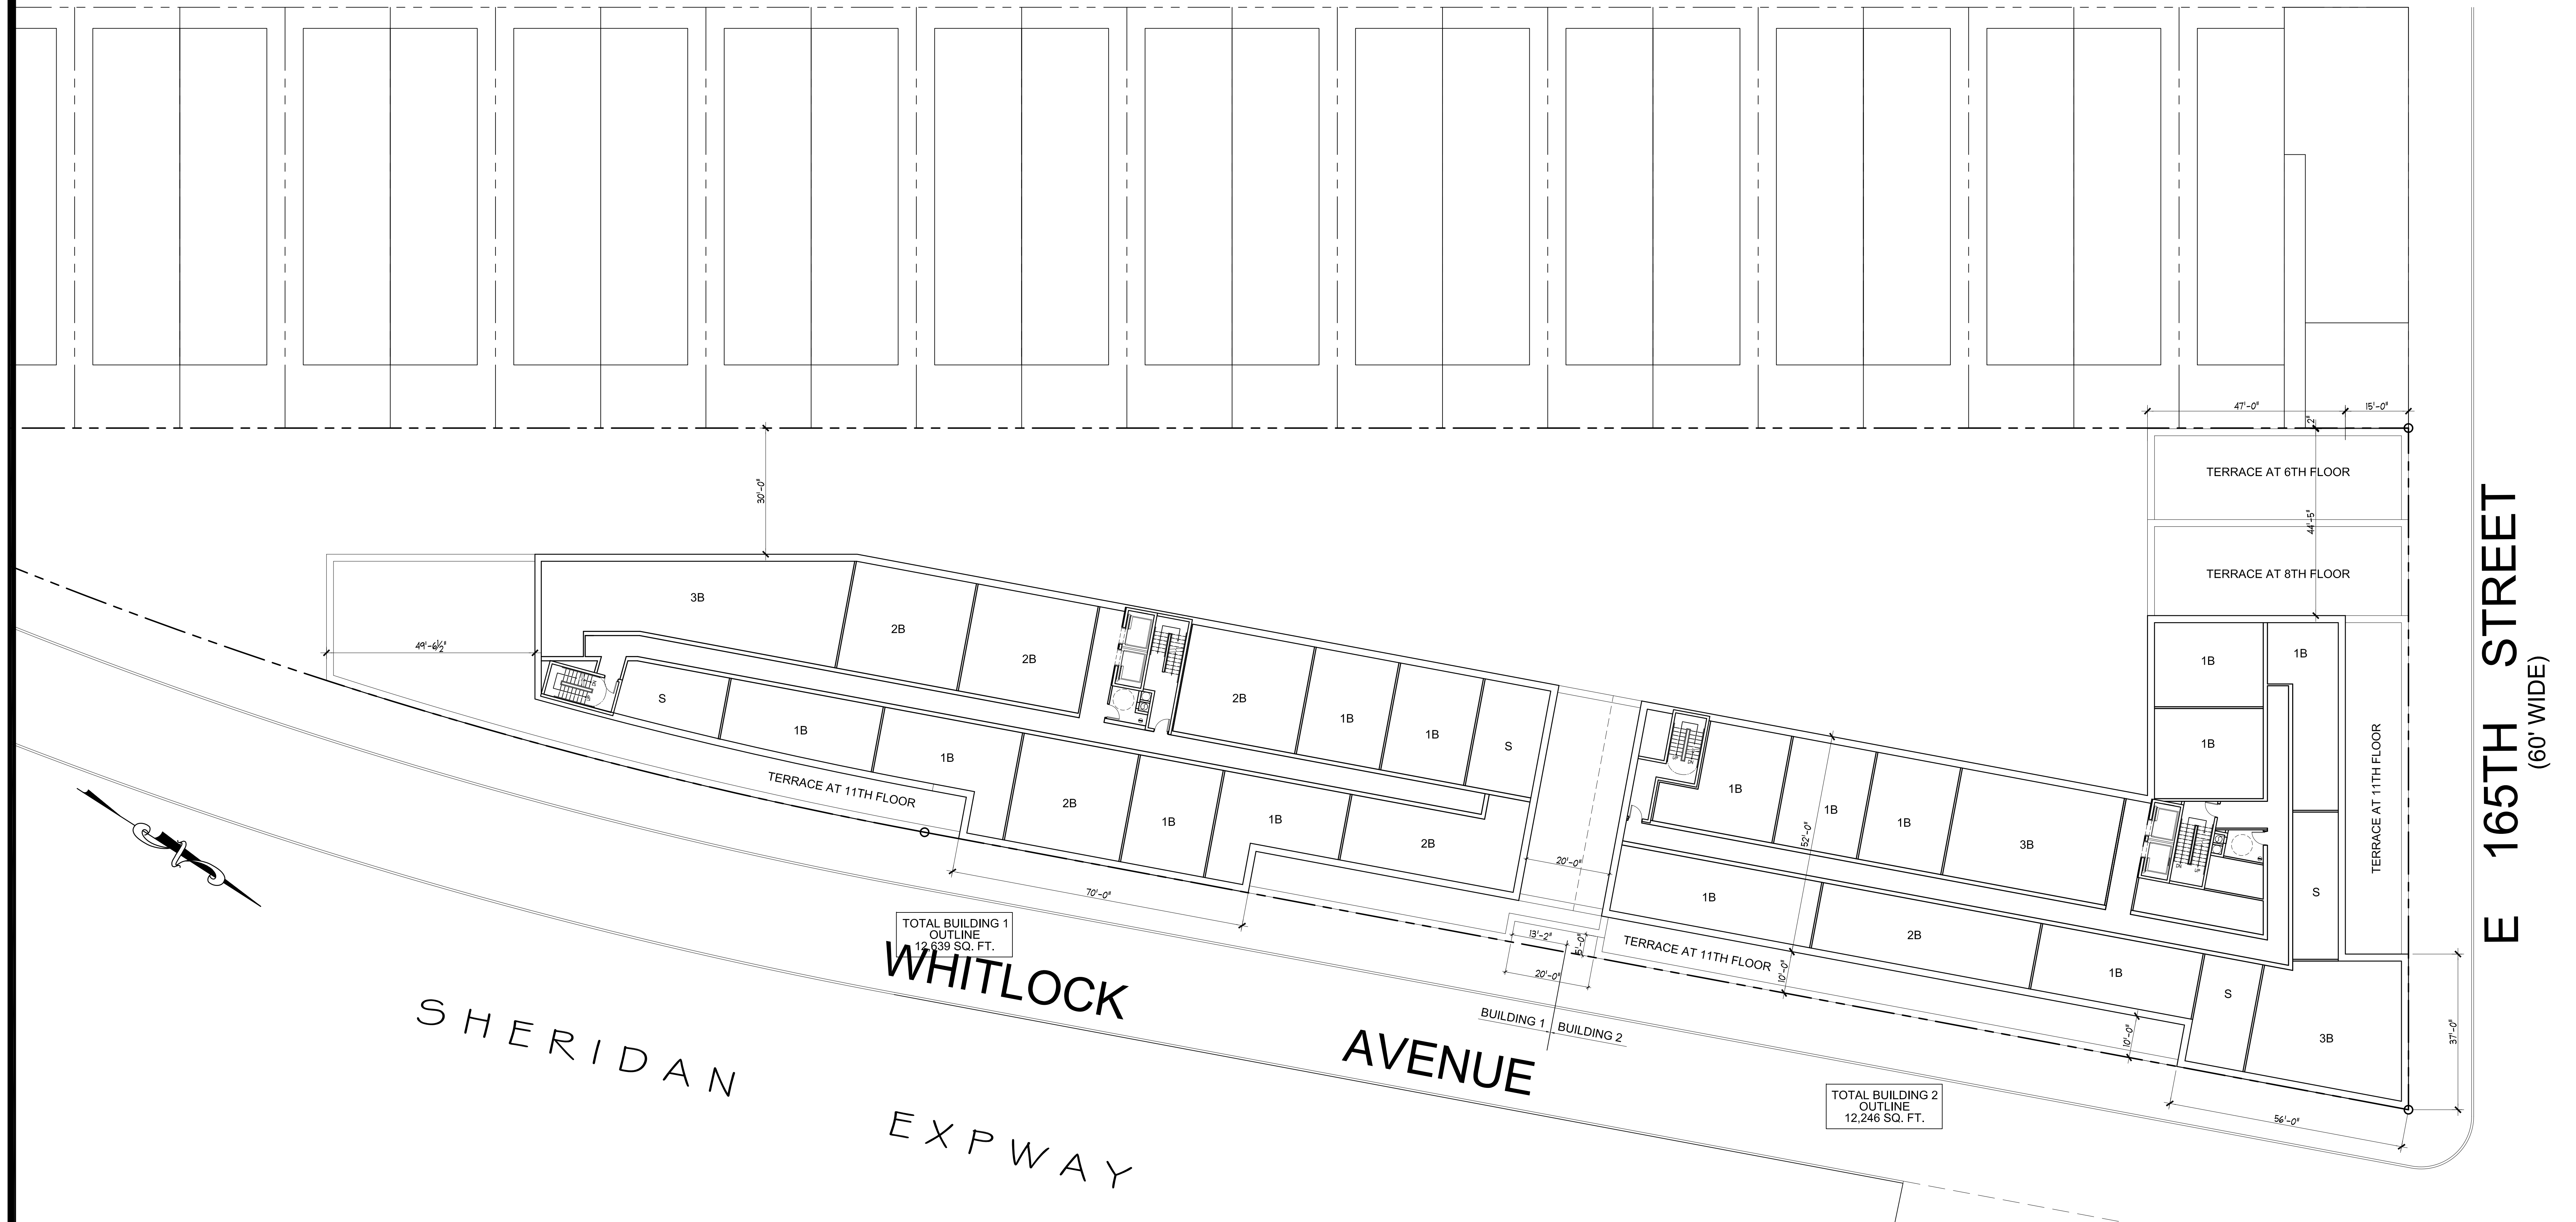 47'-0"
15'-0"
2"
TERRACE AT 6TH FLOOR
44'-5"
TERRACE AT 8TH FLOOR
30'-0"
49'-6½"
3B
2B
2B
2B
1B
1B
S
S
1B
1B
2B
1B
1B
2B
TERRACE AT 11TH FLOOR
70'-0"
20'-0"
13'-2"
5'-0"
20'-0"
1B
1B
1B
3B
52'-0"
1B
2B
1B
S
3B
1B
1B
1B
S
TERRACE AT 11TH FLOOR
TERRACE AT 11TH FLOOR
10'-0"
10'-0"
37'-0"
56'-0"
E 165TH STREET
(60' WIDE)
TOTAL BUILDING 1
OUTLINE
12,639 SQ. FT.
WHITLOCK
AVENUE
BUILDING 1
BUILDING 2
TOTAL BUILDING 2
OUTLINE
12,246 SQ. FT.
SHERIDAN
EXPWAY